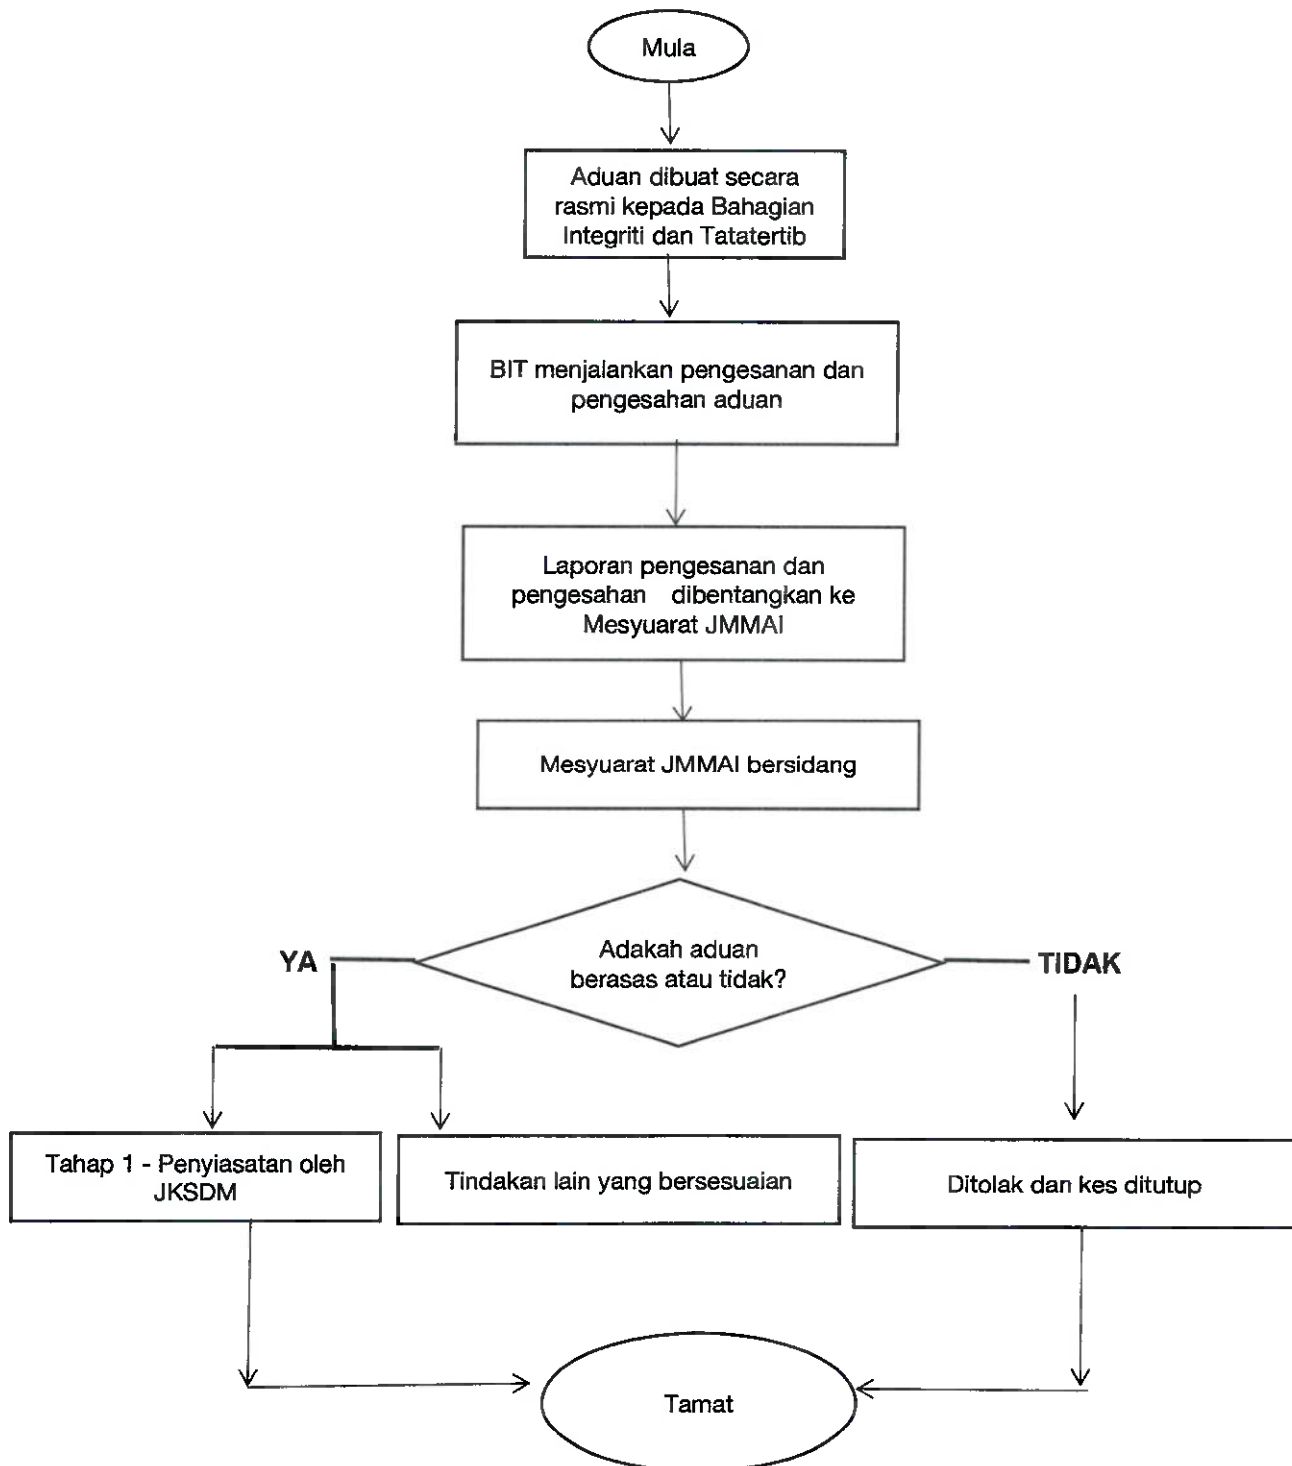 Mula
Aduan dibuat secara
rasmi kepada Bahagian
Integriti dan Tatatertib
BIT menjalankan pengesanan dan
pengesahan aduan
Laporan pengesanan dan
pengesahan dibentangkan ke
Mesyuarat JMMAI
Mesyuarat JMMAI bersidang
Adakah aduan
berasas atau tidak?
YA
TIDAK
Tahap 1 - Penyiasatan oleh
JKSDM
Tindakan lain yang bersesuaian
Ditolak dan kes ditutup
Tamat